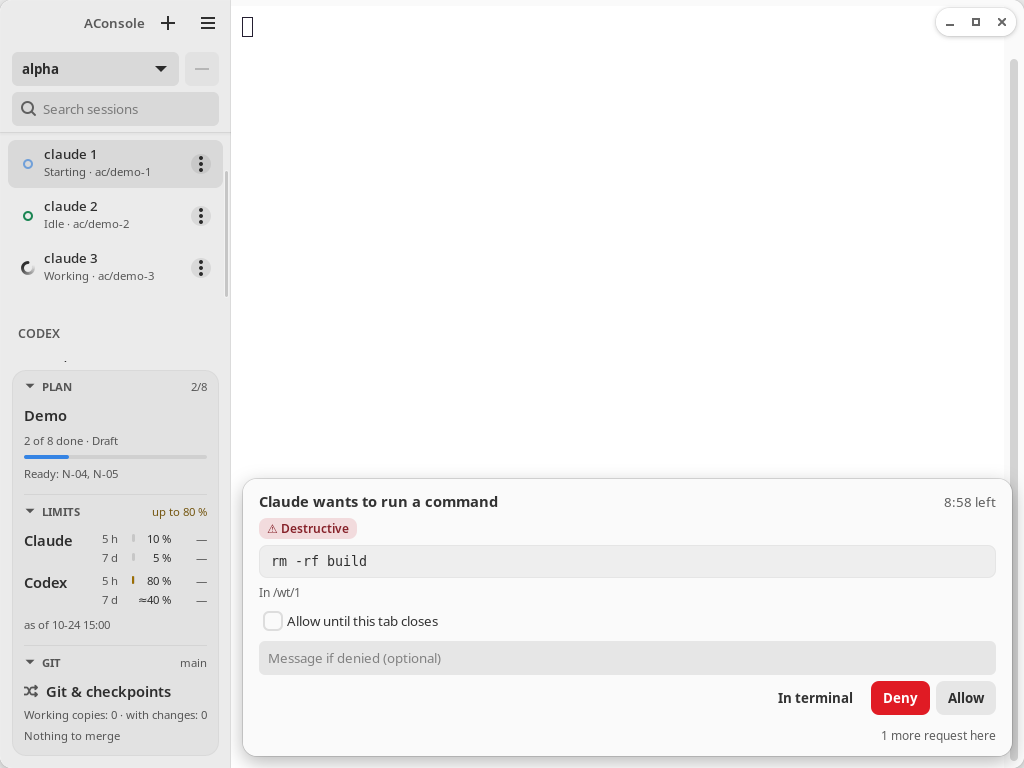 AConsole
alpha
Search sessions
claude 1
Starting · ac/demo-1
claude 2
Idle · ac/demo-2
claude 3
Working · ac/demo-3
CODEX
PLAN 2/8
Demo
2 of 8 done · Draft
Ready: N-04, N-05
LIMITS up to 80 %
Claude 5 h 10 % —
7 d 5 % —
Codex 5 h 80 % —
7 d ≈40 % —
as of 10-24 15:00
GIT main
Git & checkpoints
Working copies: 0 · with changes: 0
Nothing to merge
Claude wants to run a command 8:58 left
⚠ Destructive
rm -rf build
In /wt/1
Allow until this tab closes
Message if denied (optional)
In terminal Deny Allow
1 more request here